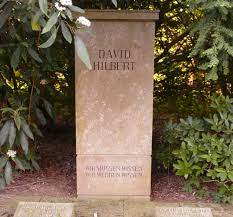 DAVID
HILBERT
WIR MÜSSEN WISSEN
WIR WERDEN WISSEN